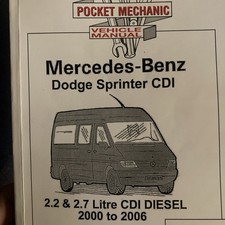 POCKET MECHANIC
VEHICLE
MANUAL
Mercedes-Benz
Dodge Sprinter CDI
2.2 & 2.7 Litre CDI DIESEL
2000 to 2006